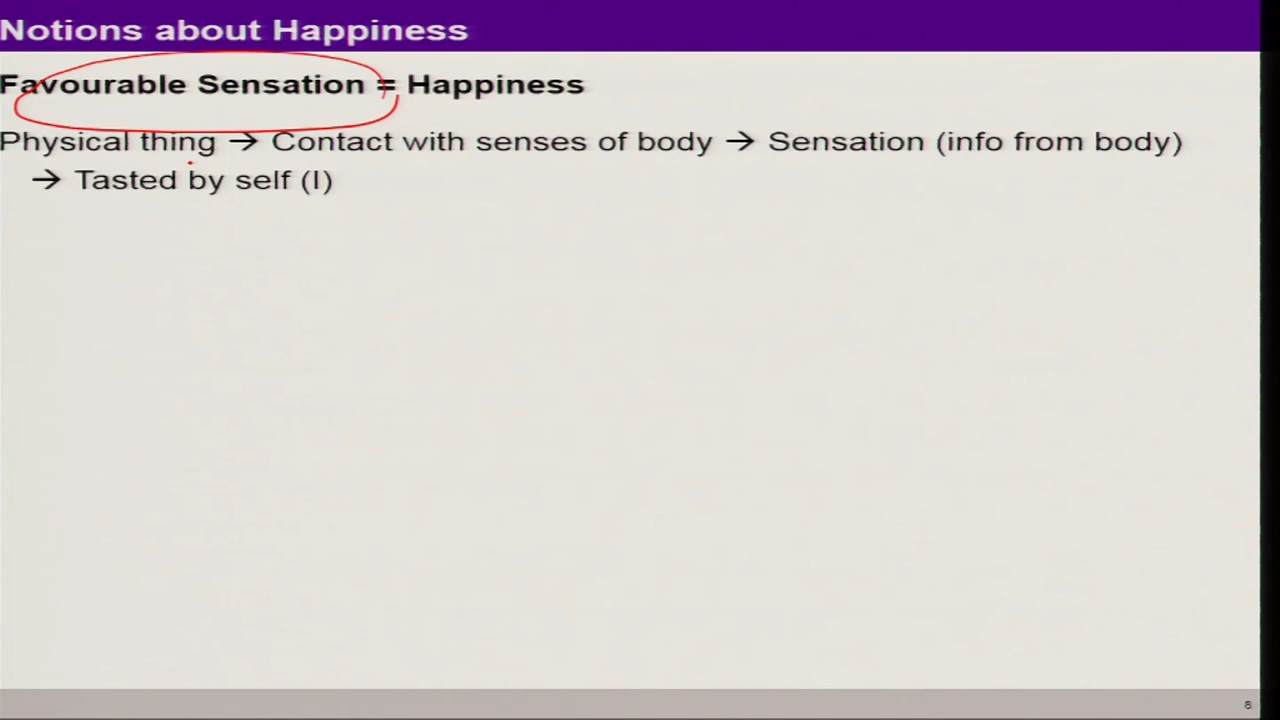 Notions about Happiness
Favourable Sensation = Happiness
Physical thing → Contact with senses of body → Sensation (info from body)
→ Tasted by self (I)
8